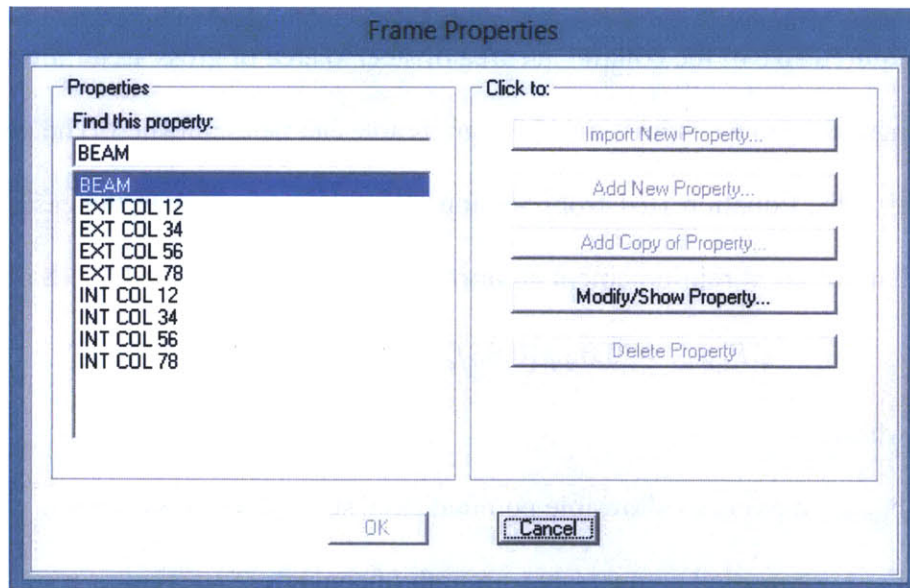 Frame Properties
Properties
Find this property:
BEAM
BEAM
EXT COL 12
EXT COL 34
EXT COL 56
EXT COL 78
INT COL 12
INT COL 34
INT COL 56
INT COL 78
Click to:
Import New Property...
Add New Property...
Add Copy of Property...
Modify/Show Property...
Delete Property
OK
Cancel